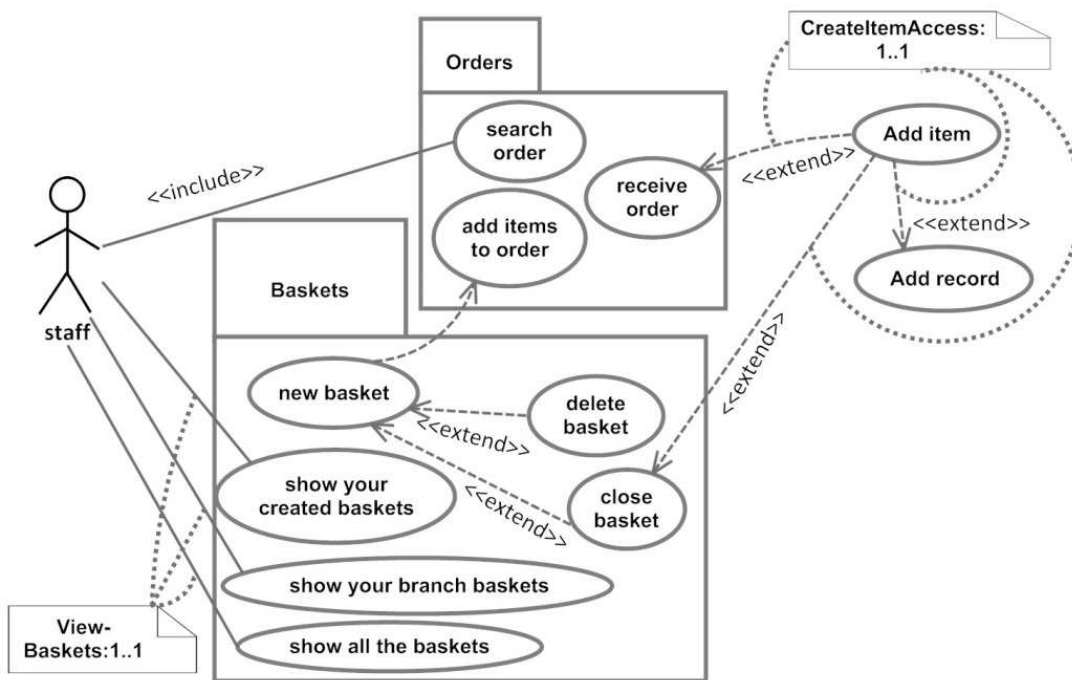 CreateItemAccess:
1..1
Orders
search
order
<<include>>
Add item
<<extend>>
receive
order
add items
to order
<<extend>>
Add record
Baskets
staff
<<extend>>
new basket
delete
basket
<<extend>>
show your
created baskets
<<extend>>
close
basket
show your branch baskets
View-
Baskets:1..1
show all the baskets